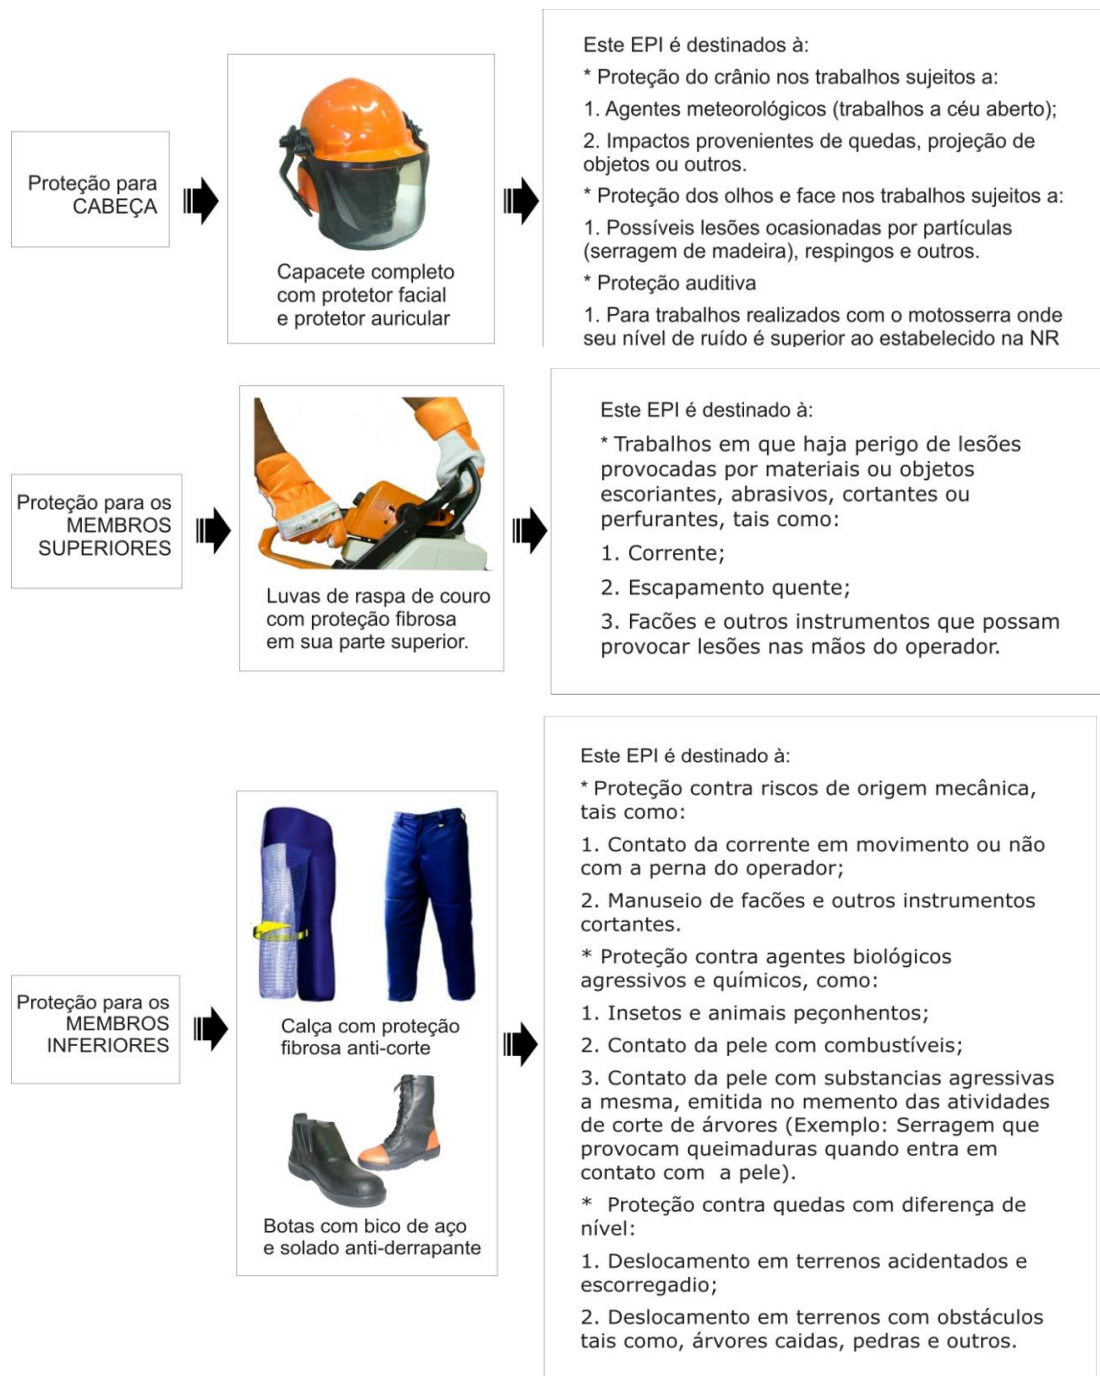 Proteção para
CABEÇA
Capacete completo
com protetor facial
e protetor auricular
Este EPI é destinados à:
* Proteção do crânio nos trabalhos sujeitos a:
1. Agentes meteorológicos (trabalhos a céu aberto);
2. Impactos provenientes de quedas, projeção de
objetos ou outros.
* Proteção dos olhos e face nos trabalhos sujeitos a:
1. Possíveis lesões ocasionadas por partículas
(serragem de madeira), respingos e outros.
* Proteção auditiva
1. Para trabalhos realizados com o motosserra onde
seu nível de ruído é superior ao estabelecido na NR
Proteção para os
MEMBROS
SUPERIORES
Luvas de raspa de couro
com proteção fibrosa
em sua parte superior.
Este EPI é destinado à:
* Trabalhos em que haja perigo de lesões
provocadas por materiais ou objetos
escoriantes, abrasivos, cortantes ou
perfurantes, tais como:
1. Corrente;
2. Escapamento quente;
3. Facões e outros instrumentos que possam
provocar lesões nas mãos do operador.
Proteção para os
MEMBROS
INFERIORES
Calça com proteção
fibrosa anti-corte
Botas com bico de aço
e solado anti-derrapante
Este EPI é destinado à:
* Proteção contra riscos de origem mecânica,
tais como:
1. Contato da corrente em movimento ou não
com a perna do operador;
2. Manuseio de facões e outros instrumentos
cortantes.
* Proteção contra agentes biológicos
agressivos e químicos, como:
1. Insetos e animais peçonhentos;
2. Contato da pele com combustíveis;
3. Contato da pele com substancias agressivas
a mesma, emitida no memento das atividades
de corte de árvores (Exemplo: Serragem que
provocam queimaduras quando entra em
contato com a pele).
* Proteção contra quedas com diferença de
nível:
1. Deslocamento em terrenos acidentados e
escorregadio;
2. Deslocamento em terrenos com obstáculos
tais como, árvores caidas, pedras e outros.